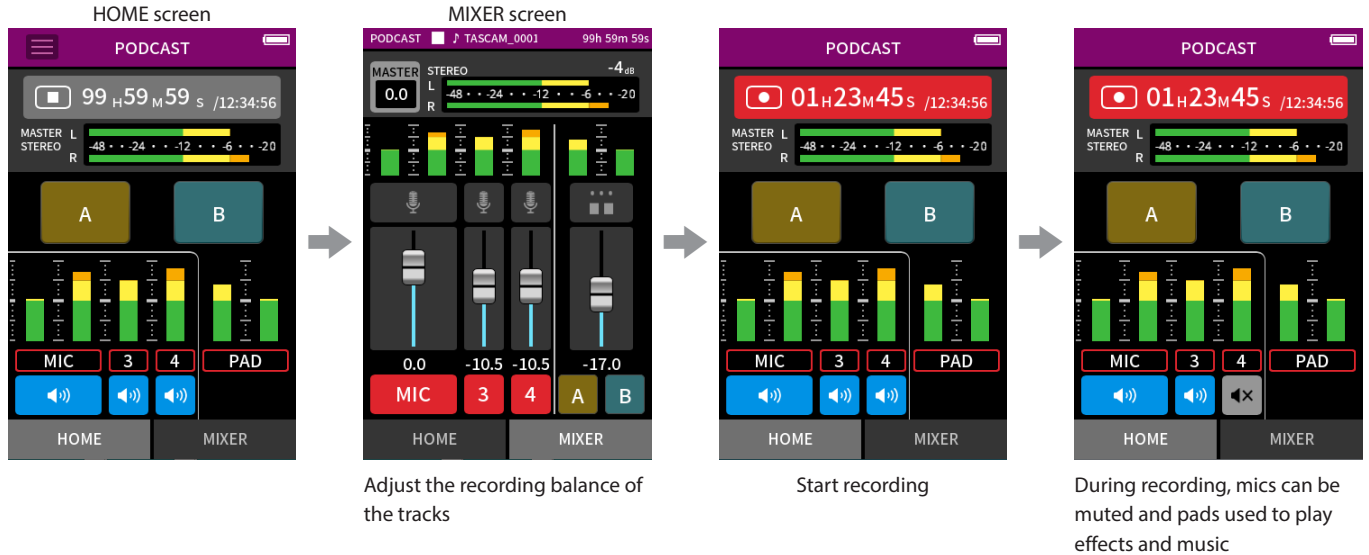 HOME screen
PODCAST
99 H 59 M 59 s /12:34:56
MASTER L
STEREO -48 · · -24 · · -12 · · -6 · · -20
R
A B
MIC 3 4 PAD
HOME MIXER
MIXER screen
PODCAST ♪ TASCAM_0001 99h 59m 59s
MASTER STEREO -4 dB
0.0 L -48 · · -24 · · -12 · · -6 · · -20
R
0.0 -10.5 -10.5 -17.0
MIC 3 4 A B
HOME MIXER
Adjust the recording balance of
the tracks
PODCAST
01 H 23 M 45 s /12:34:56
MASTER L
STEREO -48 · · -24 · · -12 · · -6 · · -20
R
A B
MIC 3 4 PAD
HOME MIXER
Start recording
PODCAST
01 H 23 M 45 s /12:34:56
MASTER L
STEREO -48 · · -24 · · -12 · · -6 · · -20
R
A B
MIC 3 4 PAD
HOME MIXER
During recording, mics can be
muted and pads used to play
effects and music